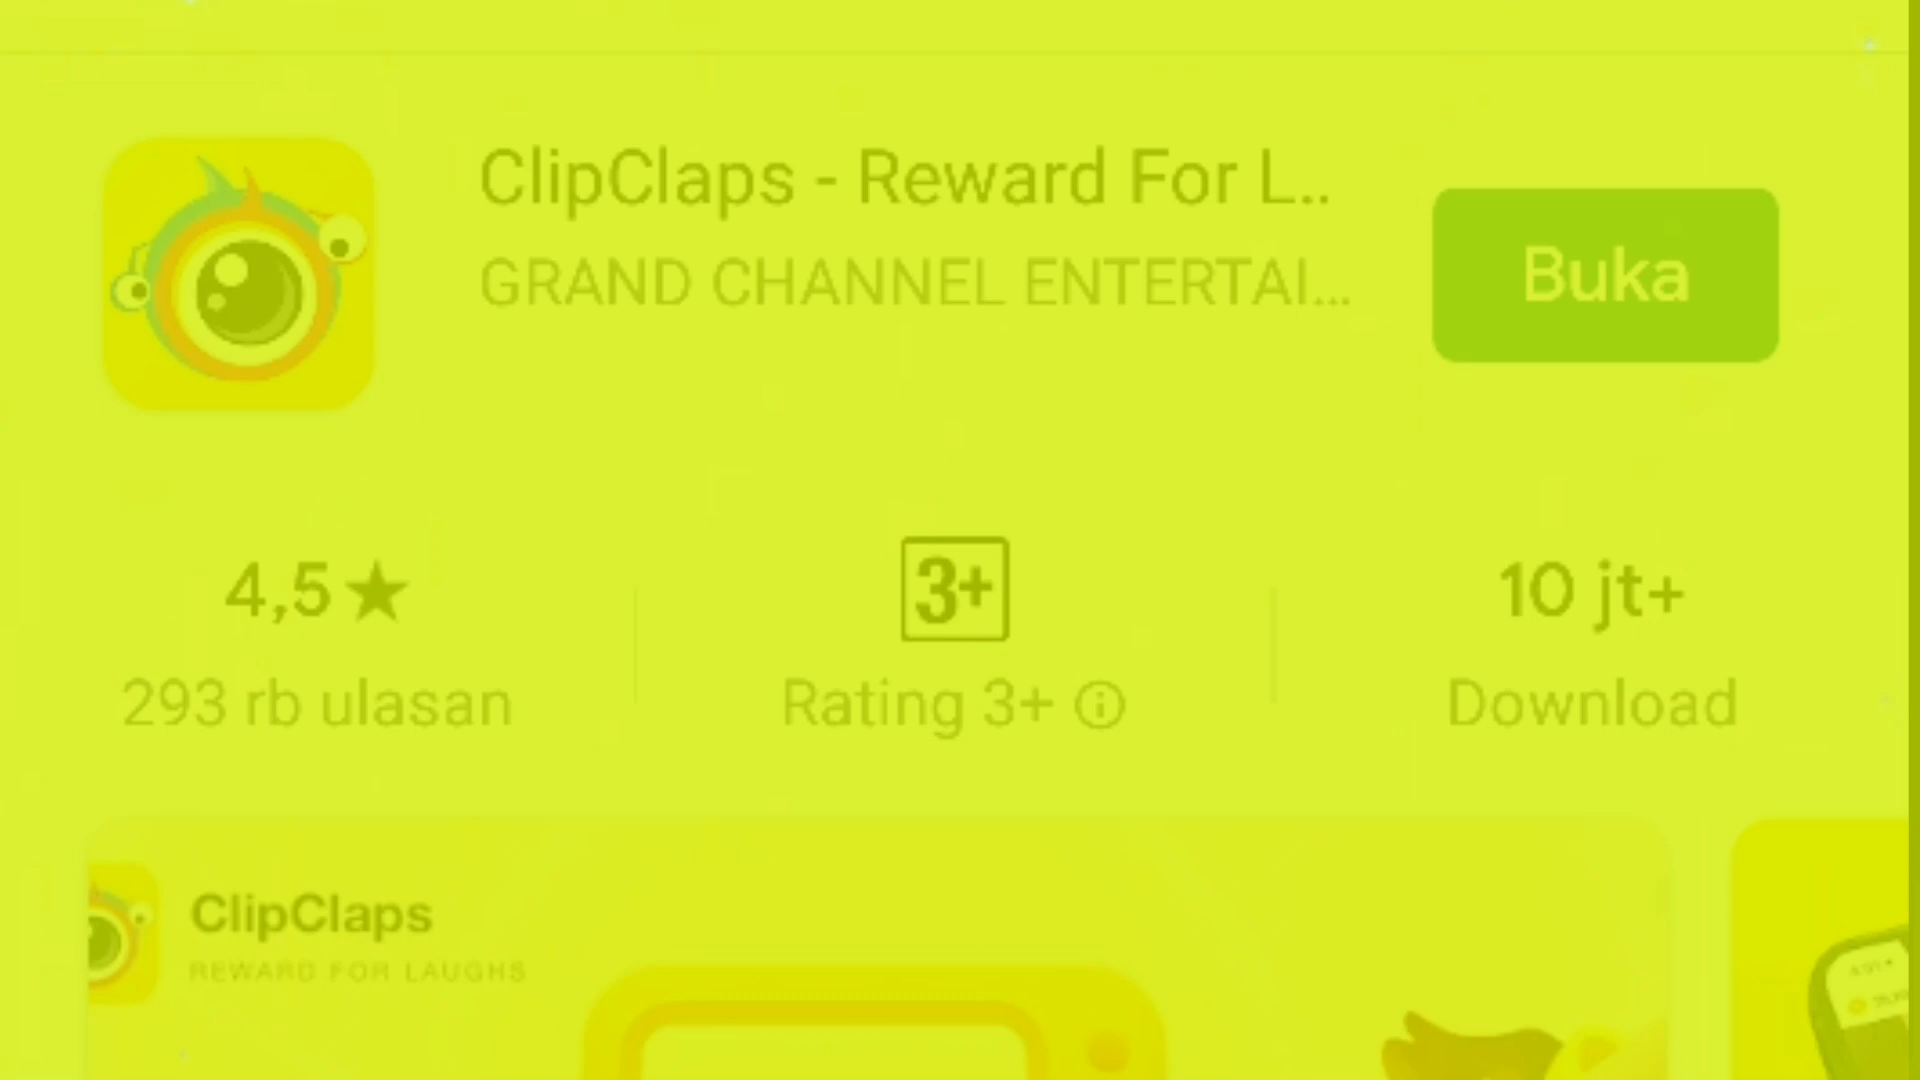 ClipClaps - Reward For L..
GRAND CHANNEL ENTERTAI...
Buka
4,5★
293 rb ulasan
3+
Rating 3+
10 jt+
Download
ClipClaps
REWARD FOR LAUGHS